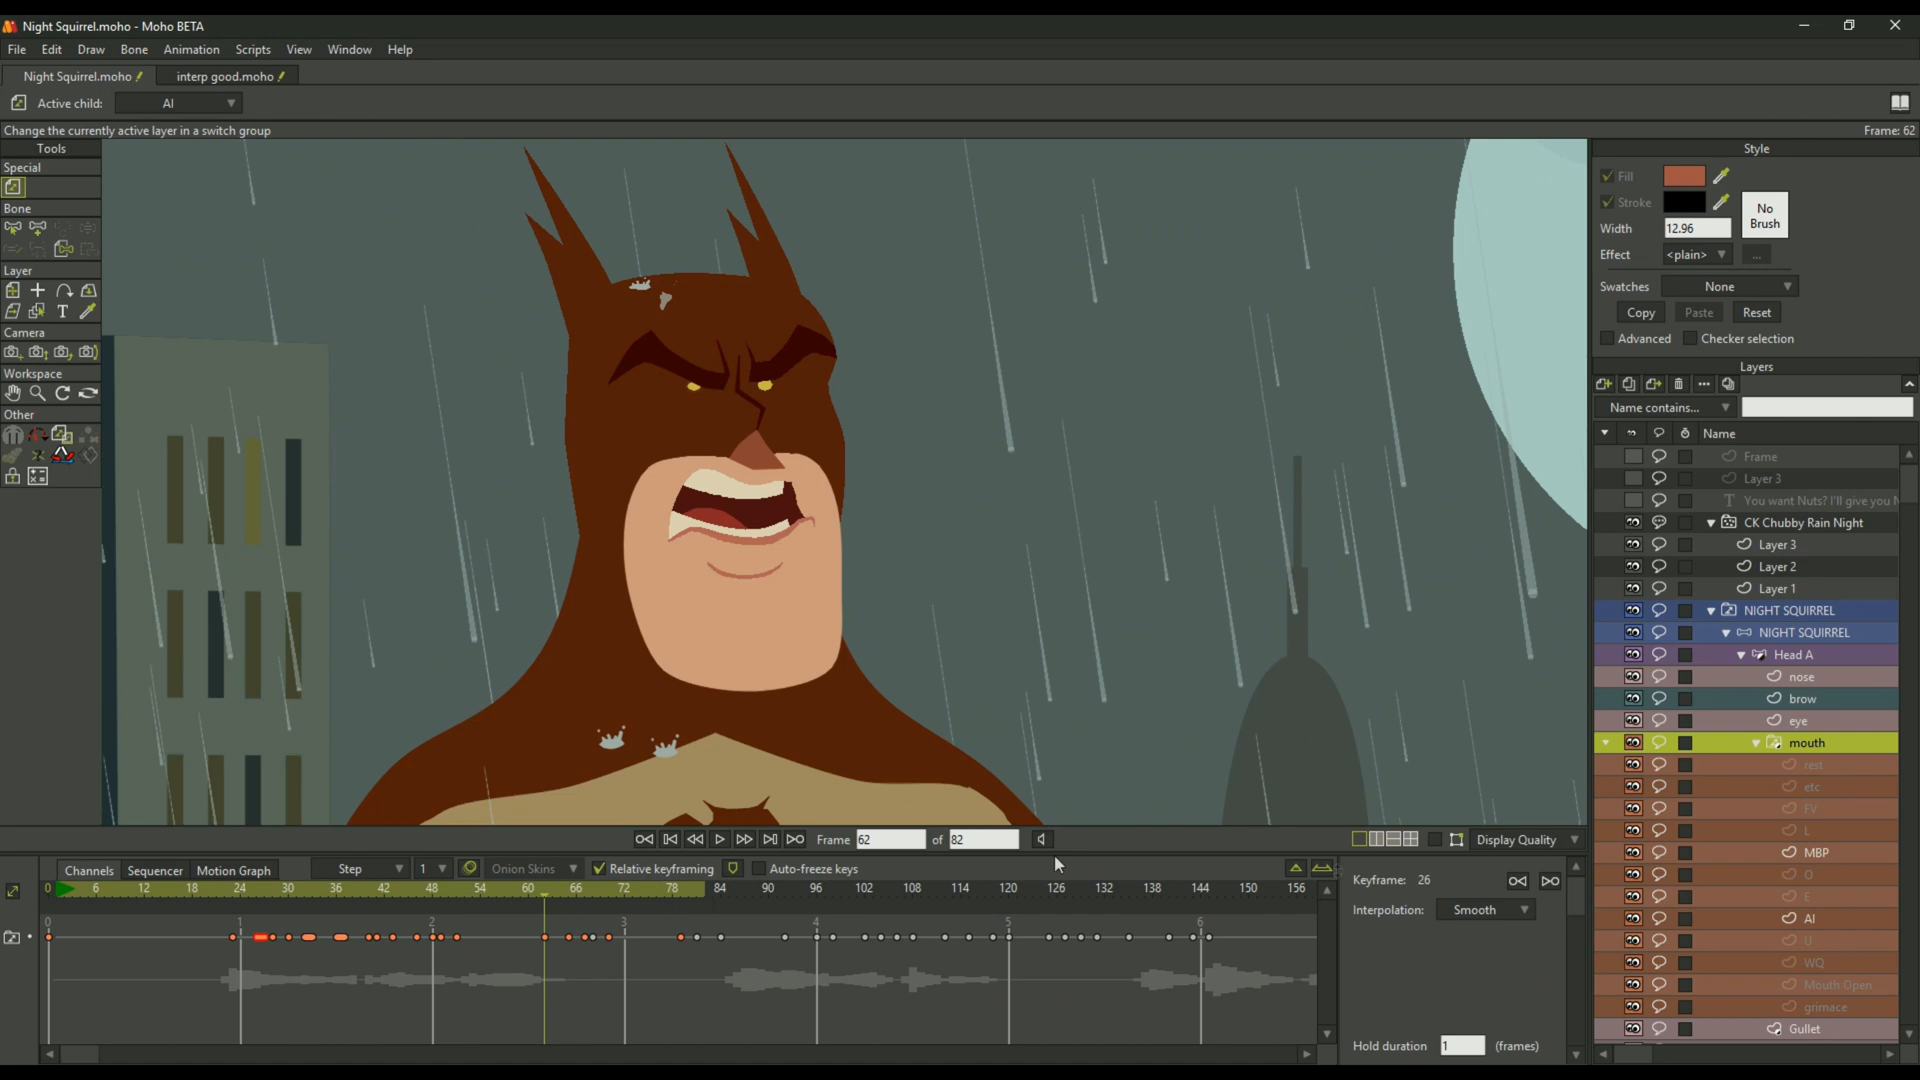 Night Squirrel.moho - Moho BETA
File Edit Draw Bone Animation Scripts View Window Help
Night Squirrel.moho interp good.moho
Active child: AI
Change the currently active layer in a switch group Frame: 62
Tools
Special
Bone
Layer
Camera
Workspace
Other
Style
Fill
Stroke
No Brush
Width 12.96
Effect <plain> ...
Swatches None
Copy Paste Reset
Advanced Checker selection
Layers
Name contains...
Name
Frame
Layer 3
T You want Nuts? I'll give you N
CK Chubby Rain Night
Layer 3
Layer 2
Layer 1
NIGHT SQUIRREL
NIGHT SQUIRREL
Head A
nose
brow
eye
mouth
rest
etc
FV
L
MBP
O
E
AI
U
WQ
Mouth Open
grimace
Gullet
Frame 62 of 82
Display Quality
Channels Sequencer Motion Graph Step 1 Onion Skins Relative keyframing Auto-freeze keys
0 6 12 18 24 30 36 42 48 54 60 66 72 78 84 90 96 102 108 114 120 126 132 138 144 150 156
0 1 2 3 4 5 6
Keyframe: 26
Interpolation: Smooth
Hold duration 1 (frames)